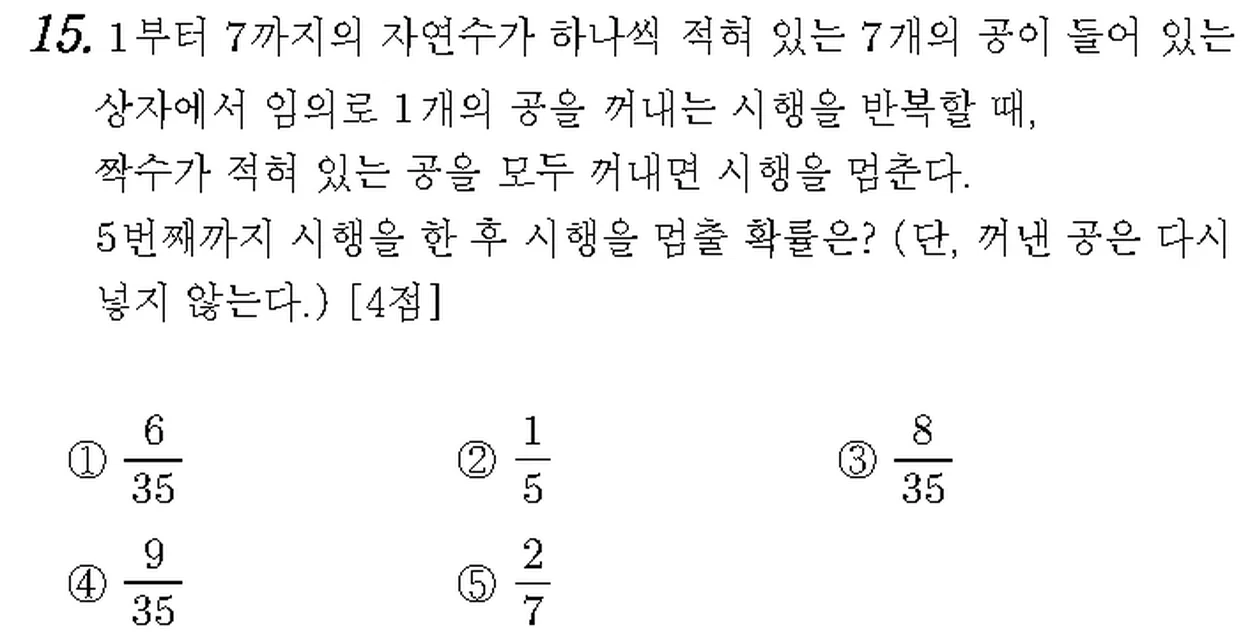 15. 1부터 7까지의 자연수가 하나씩 적혀 있는 7개의 공이 들어 있는
상자에서 임의로 1개의 공을 꺼내는 시행을 반복할 때,
짝수가 적혀 있는 공을 모두 꺼내면 시행을 멈춘다.
5번째까지 시행을 한 후 시행을 멈출 확률은? (단, 꺼낸 공은 다시
넣지 않는다.) [4점]
① 6/35 ② 1/5 ③ 8/35
④ 9/35 ⑤ 2/7